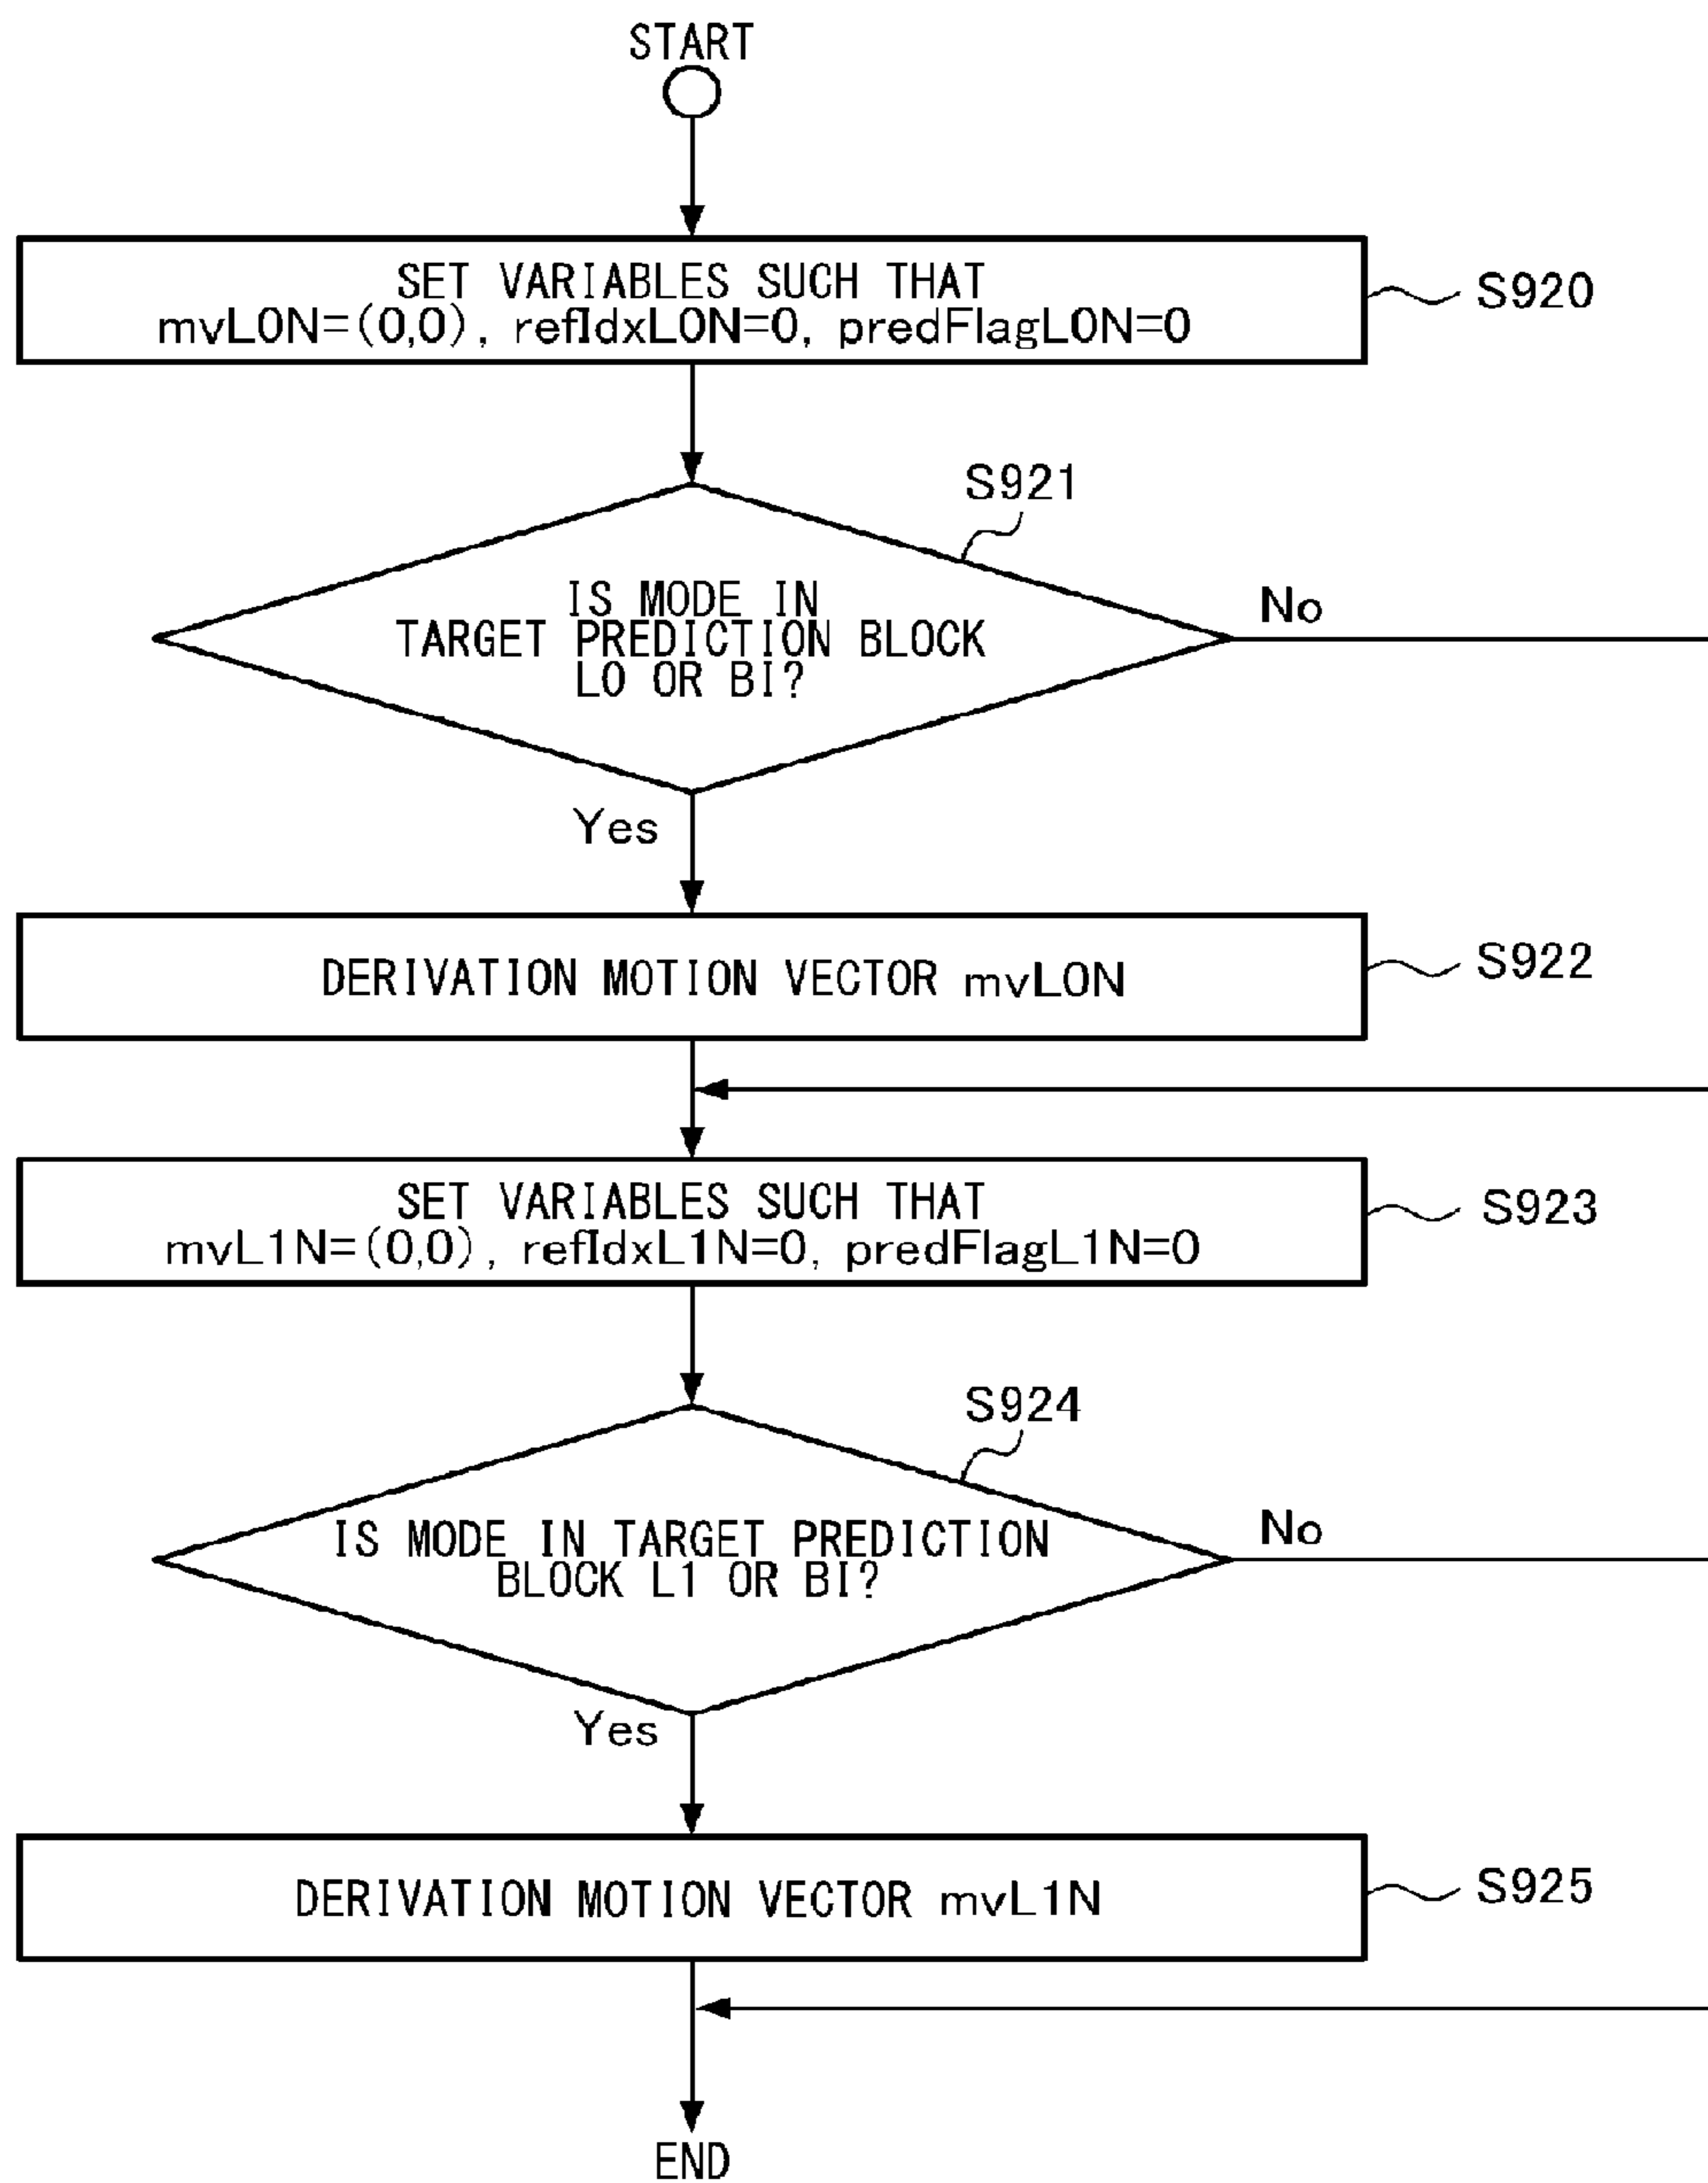 START
SET VARIABLES SUCH THAT
mvL0N=(0,0), refIdxL0N=0, predFlagL0N=0
S920
S921
IS MODE IN
TARGET PREDICTION BLOCK
L0 OR BI?
No
Yes
DERIVATION MOTION VECTOR mvL0N
S922
SET VARIABLES SUCH THAT
mvL1N=(0,0), refIdxL1N=0, predFlagL1N=0
S923
S924
IS MODE IN TARGET PREDICTION
BLOCK L1 OR BI?
No
Yes
DERIVATION MOTION VECTOR mvL1N
S925
END